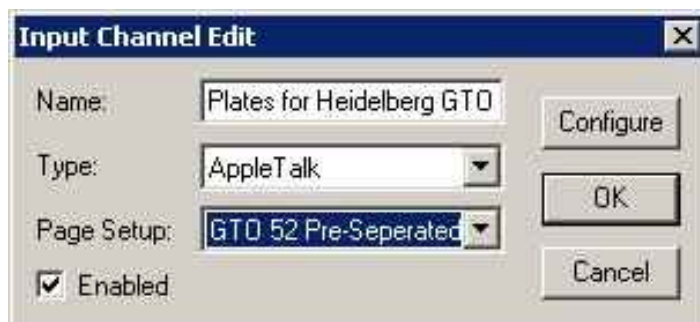 Input Channel Edit
Name: Plates for Heidelberg GTO
Configure
Type: AppleTalk
OK
Page Setup: GTO 52 Pre-Seperated
Enabled
Cancel